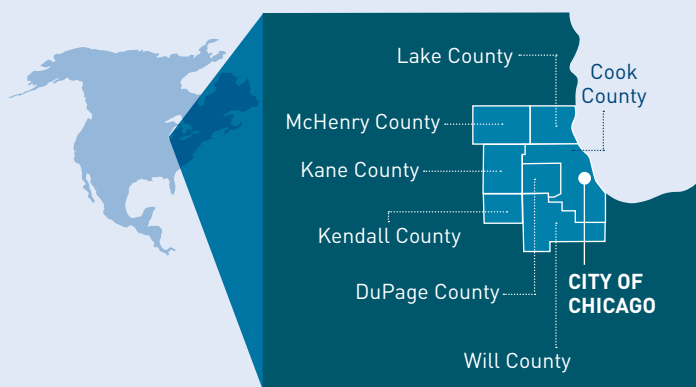 Lake County
Cook
County
McHenry County
Kane County
Kendall County
DuPage County
CITY OF
CHICAGO
Will County